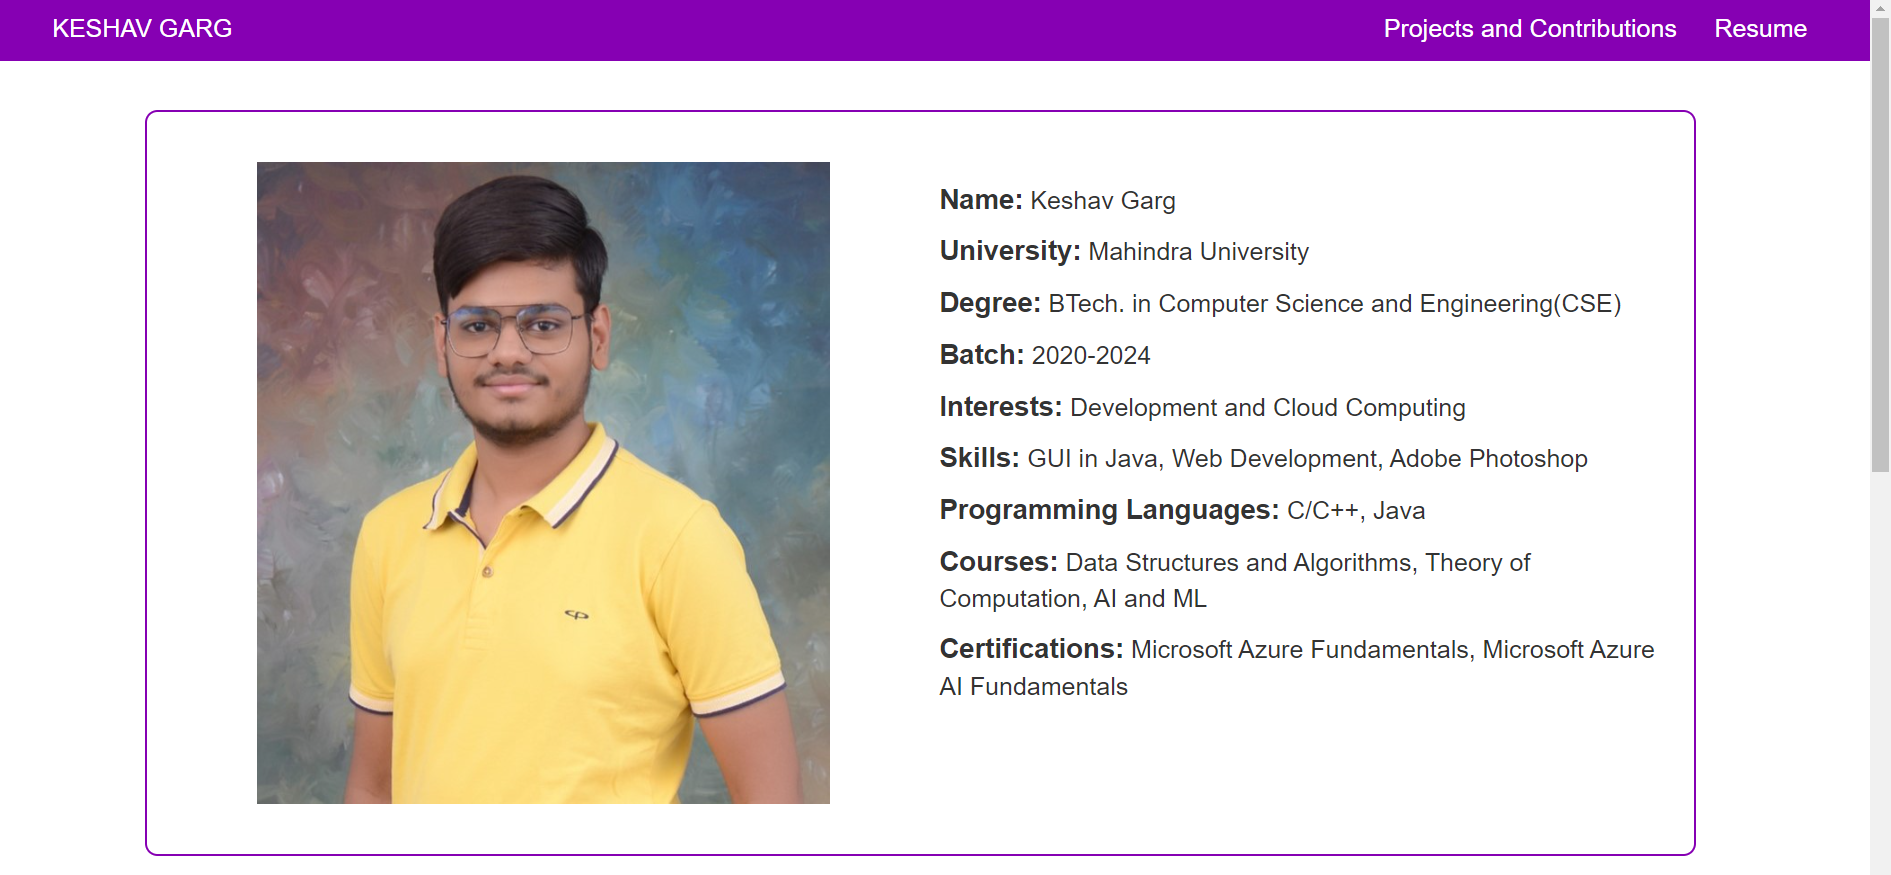 KESHAV GARG
Projects and Contributions
Resume
Name: Keshav Garg
University: Mahindra University
Degree: BTech. in Computer Science and Engineering(CSE)
Batch: 2020-2024
Interests: Development and Cloud Computing
Skills: GUI in Java, Web Development, Adobe Photoshop
Programming Languages: C/C++, Java
Courses: Data Structures and Algorithms, Theory of
Computation, AI and ML
Certifications: Microsoft Azure Fundamentals, Microsoft Azure
AI Fundamentals